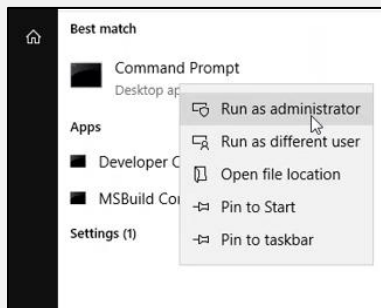 Best match
Command Prompt
Desktop ap
Run as administrator
Run as different user
Apps
Developer C
Open file location
MSBuild Co
Pin to Start
Settings (1)
Pin to taskbar